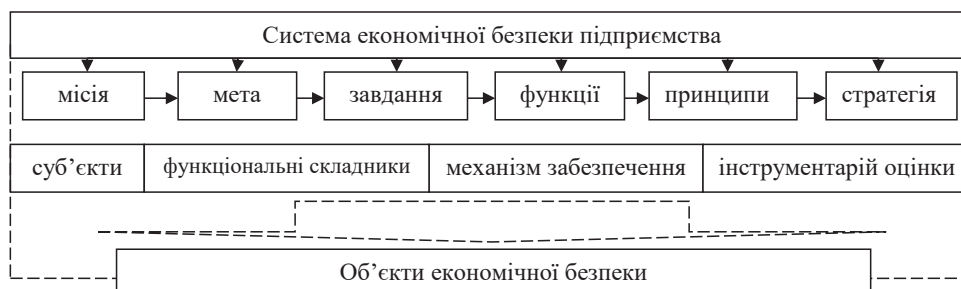 Система економічної безпеки підприємства
місія мета завдання функції принципи стратегія
суб’єкти функціональні складники механізм забезпечення інструментарій оцінки
Об’єкти економічної безпеки